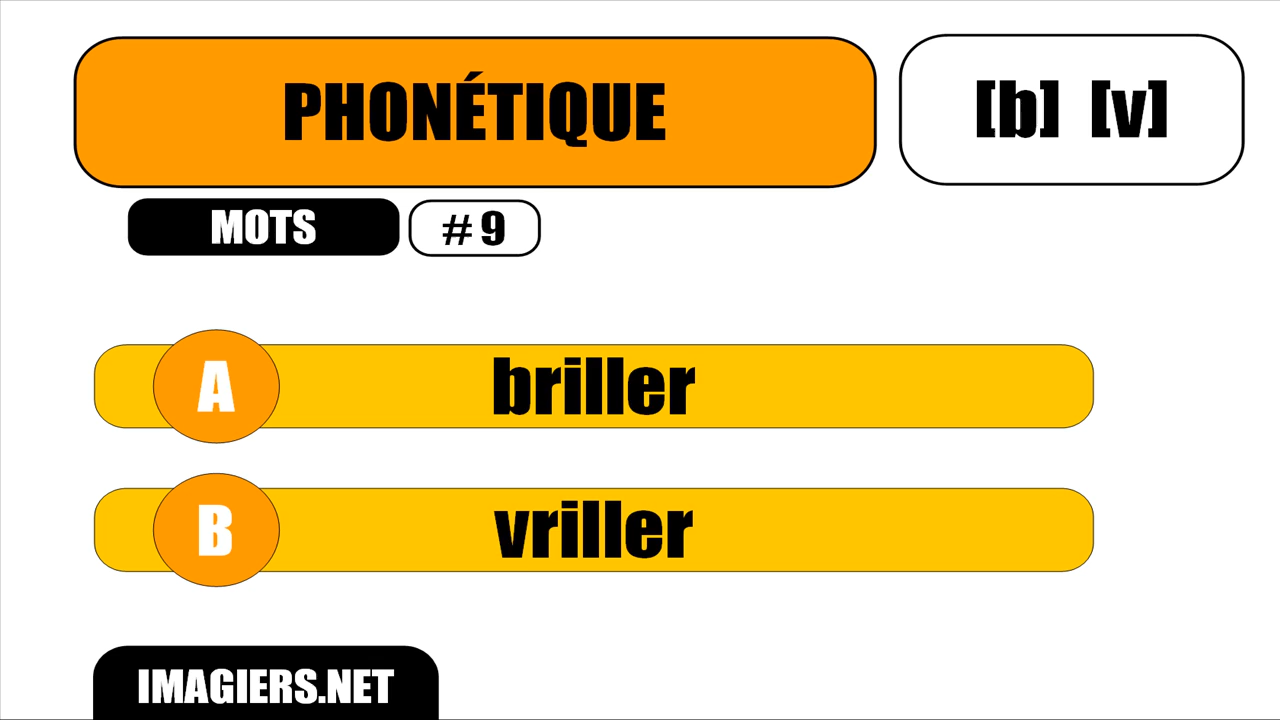 PHONÉTIQUE
[b] [v]
MOTS
# 9
A briller
B vriller
IMAGIERS.NET